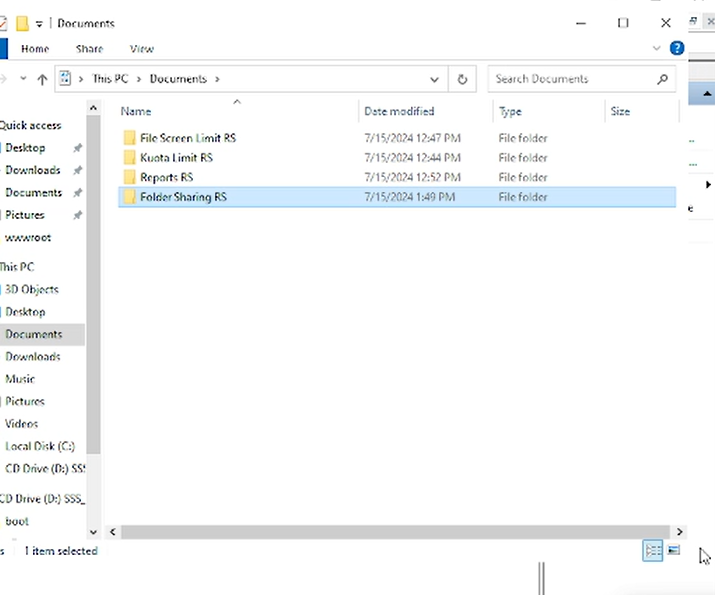 Documents
Home Share View
This PC Documents
Search Documents
Name Date modified Type Size
File Screen Limit RS 7/15/2024 12:47 PM File folder
Kuota Limit RS 7/15/2024 12:44 PM File folder
Reports RS 7/15/2024 12:52 PM File folder
Folder Sharing RS 7/15/2024 1:49 PM File folder
Quick access
Desktop
Downloads
Documents
Pictures
wwwroot
This PC
3D Objects
Desktop
Documents
Downloads
Music
Pictures
Videos
Local Disk (C:)
CD Drive (D:) SSS
CD Drive (D:) SSS_
boot
s 1 item selected